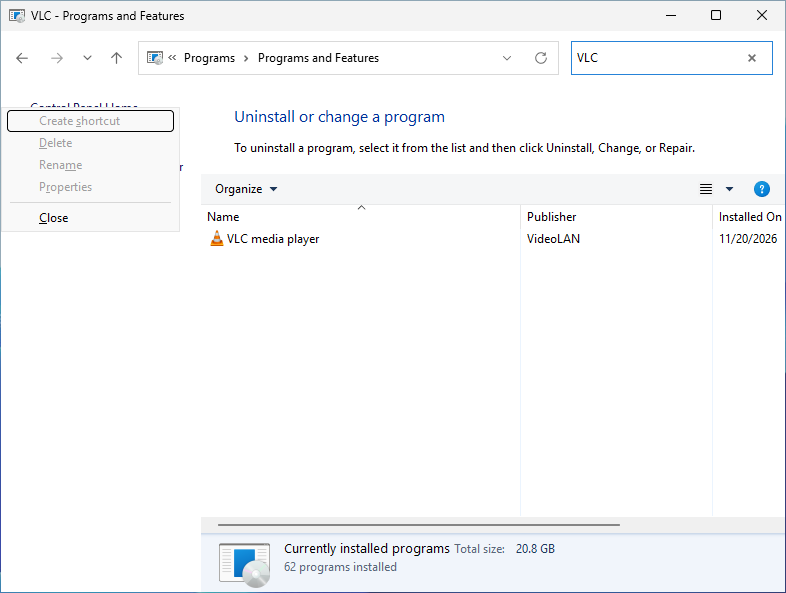 VLC - Programs and Features
« Programs › Programs and Features
VLC
Control Panel Home
Create shortcut
Delete
Rename
Properties
Close
r
Uninstall or change a program
To uninstall a program, select it from the list and then click Uninstall, Change, or Repair.
Organize
Name Publisher Installed On
VLC media player VideoLAN 11/20/2026
Currently installed programs Total size: 20.8 GB
62 programs installed